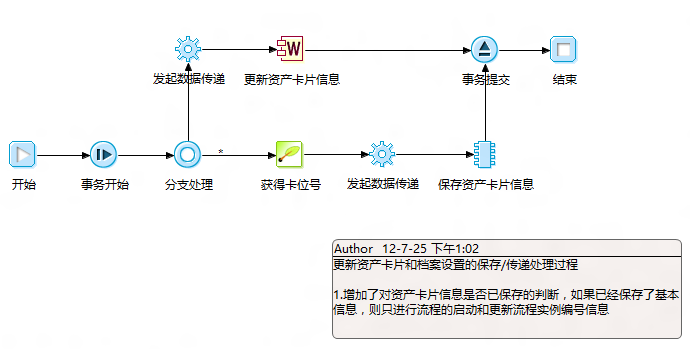 发起数据传递
W
更新资产卡片信息
事务提交
结束
*
开始
事务开始
分支处理
获得卡位号
发起数据传递
保存资产卡片信息
Author 12-7-25 下午1:02
更新资产卡片和档案设置的保存/传递处理过程
1.增加了对资产卡片信息是否已保存的判断，如果已经保存了基本
信息，则只进行流程的启动和更新流程实例编号信息